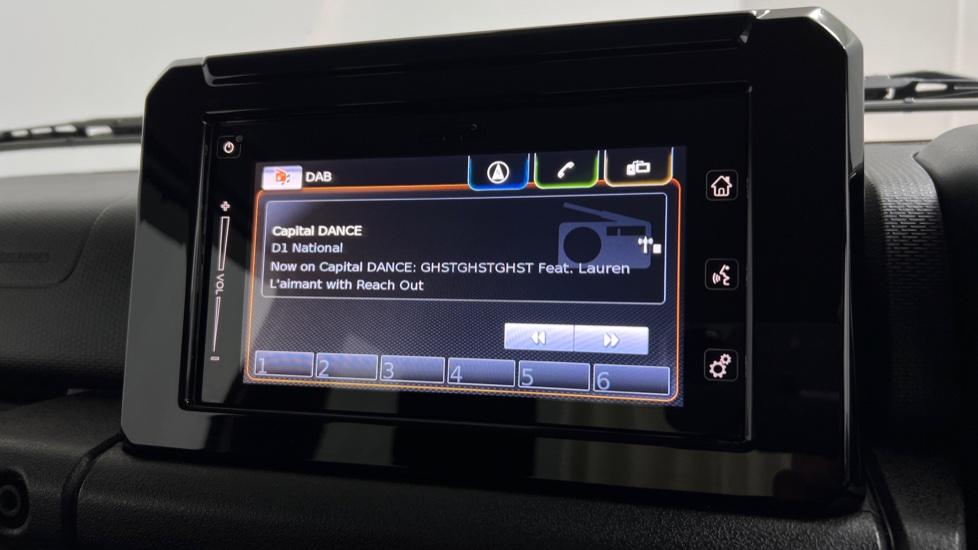 DAB
Capital DANCE
D1 National
Now on Capital DANCE: GHSTGHSTGHST Feat. Lauren
L'aimant with Reach Out
+
VOL
-
1 2 3 4 5 6